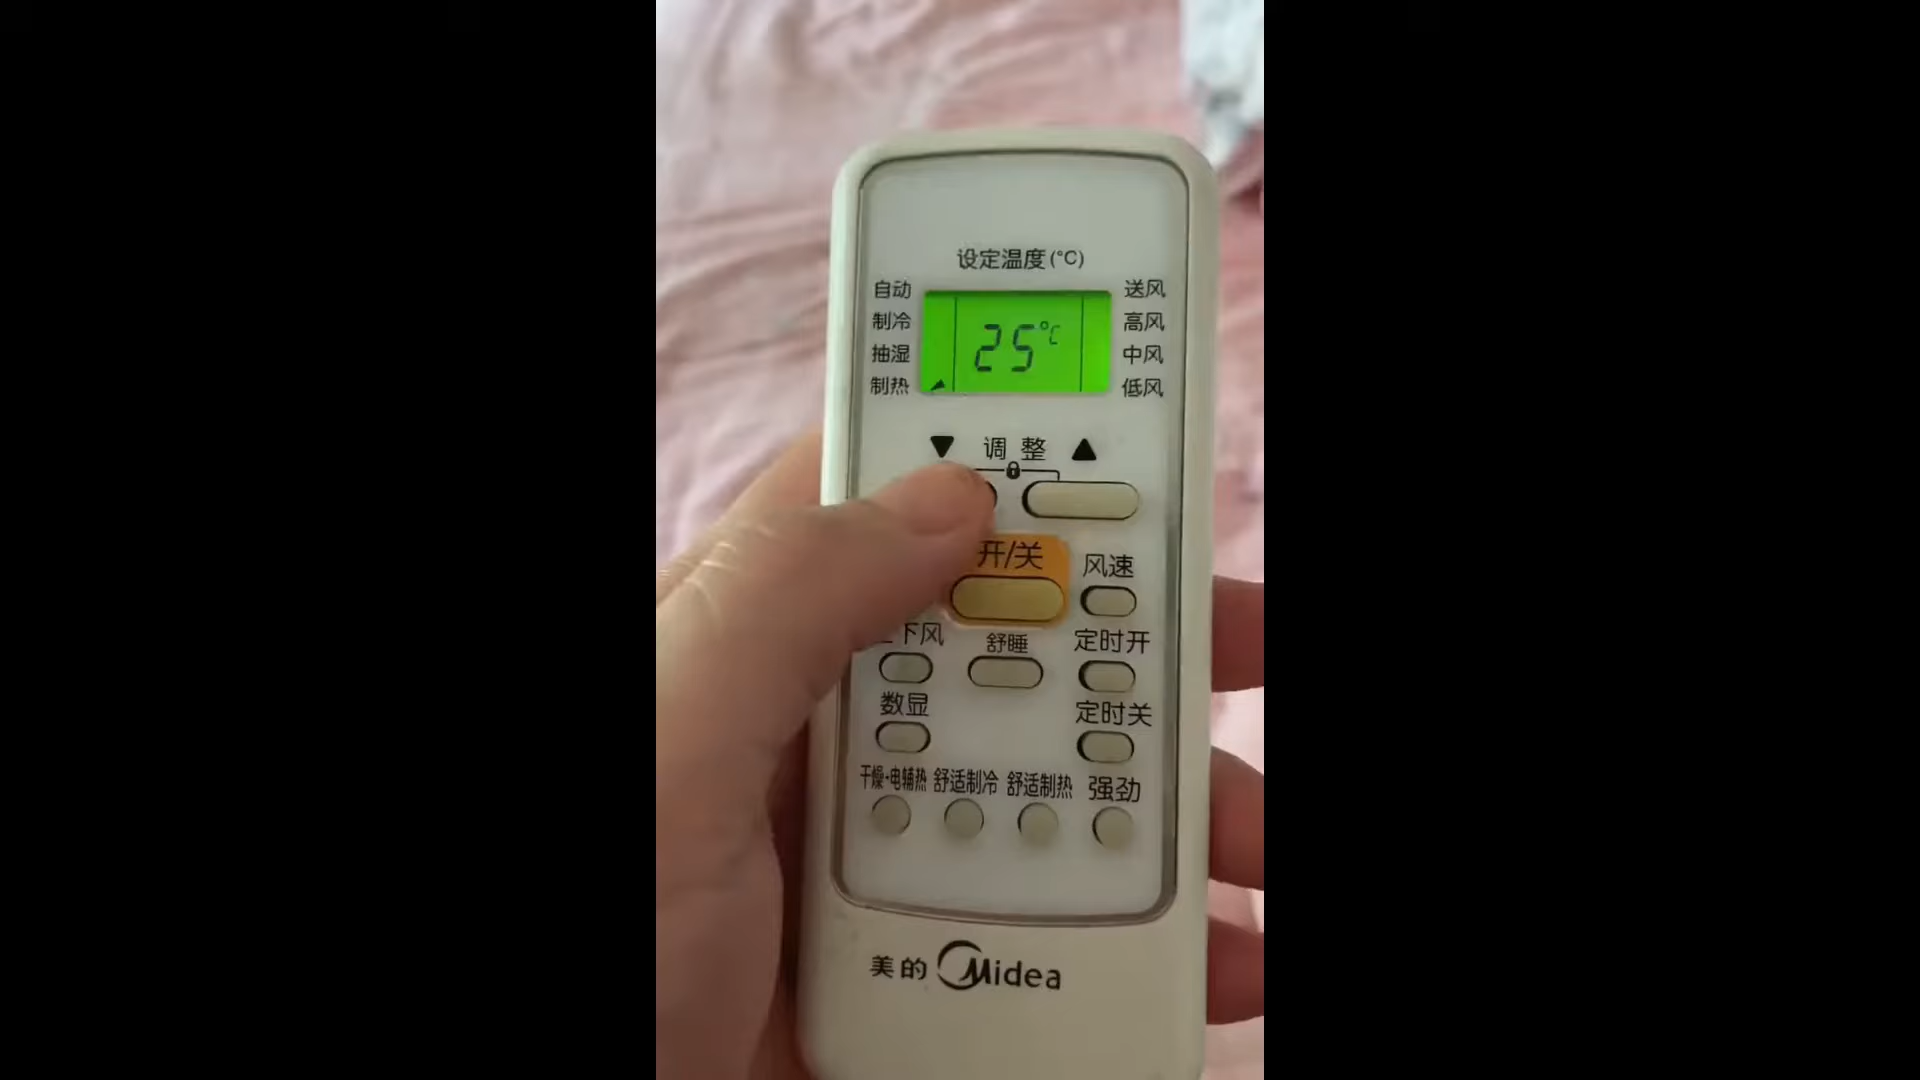 设定温度(°C)
自动
制冷
抽湿
制热
25°C
送风
高风
中风
低风
▼ 调 整 ▲
开/关
风速
下风
舒睡
定时开
数显
定时关
干燥·电辅热 舒适制冷 舒适制热 强劲
美的 Midea